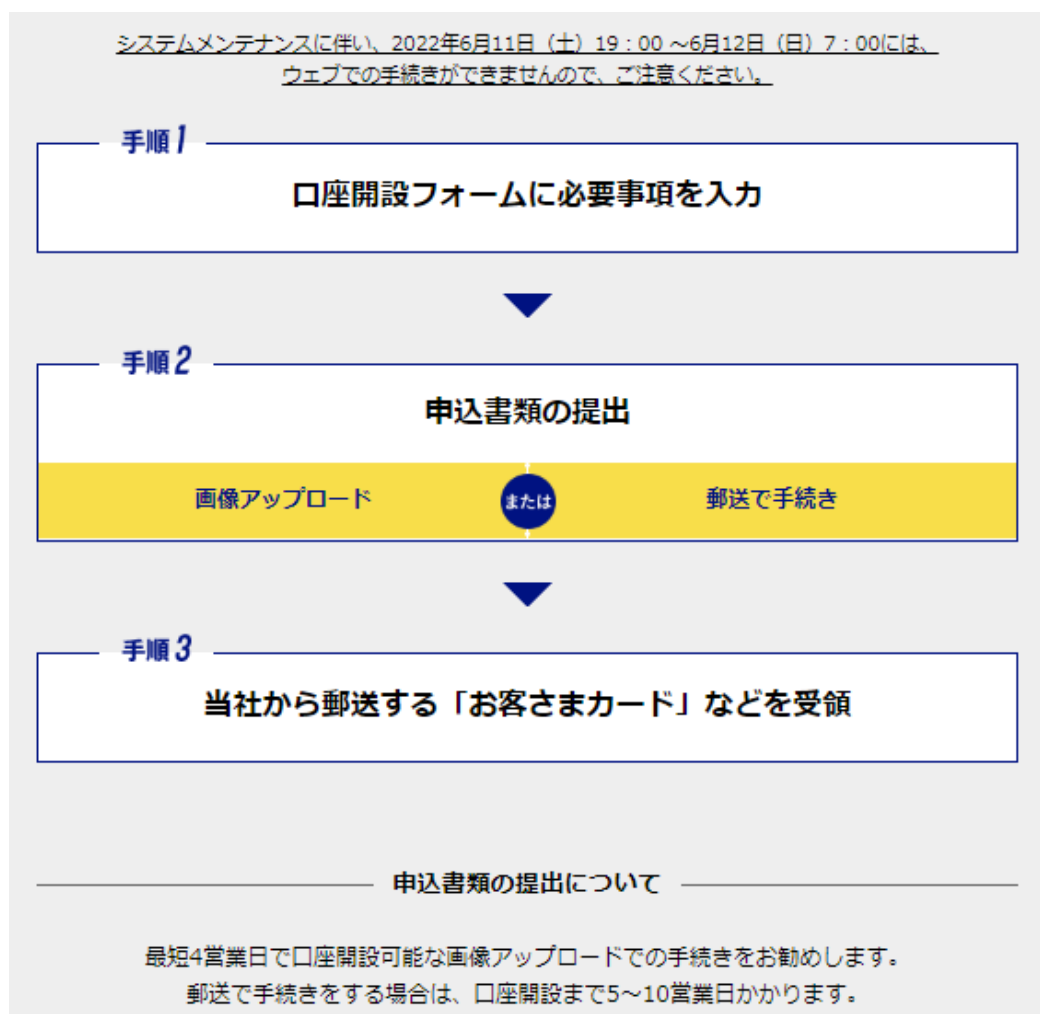 システムメンテナンスに伴い、2022年6月11日（土）19：00～6月12日（日）7：00には、
ウェブでの手続きができませんので、ご注意ください。
手順1
口座開設フォームに必要事項を入力
手順2
申込書類の提出
画像アップロード
または
郵送で手続き
手順3
当社から郵送する「お客さまカード」などを受領
申込書類の提出について
最短4営業日で口座開設可能な画像アップロードでの手続きをお勧めします。
郵送で手続きをする場合は、口座開設まで5～10営業日かかります。